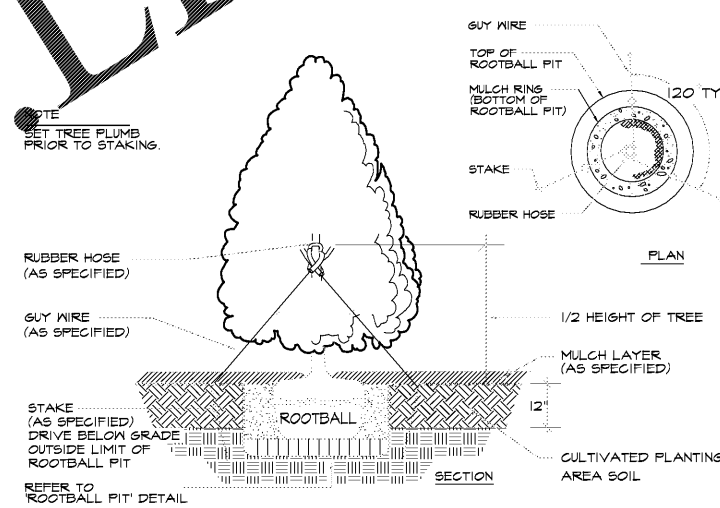 NOTE
SET TREE PLUMB
PRIOR TO STAKING.
RUBBER HOSE
(AS SPECIFIED)
GUY WIRE
(AS SPECIFIED)
STAKE
(AS SPECIFIED)
DRIVE BELOW GRADE
OUTSIDE LIMIT OF
ROOTBALL PIT
REFER TO
'ROOTBALL PIT' DETAIL
ROOTBALL
SECTION
GUY WIRE
TOP OF
ROOTBALL PIT
MULCH RING
(BOTTOM OF
ROOTBALL PIT)
STAKE
RUBBER HOSE
120 TY
PLAN
1/2 HEIGHT OF TREE
MULCH LAYER
(AS SPECIFIED)
12"
CULTIVATED PLANTING
AREA SOIL